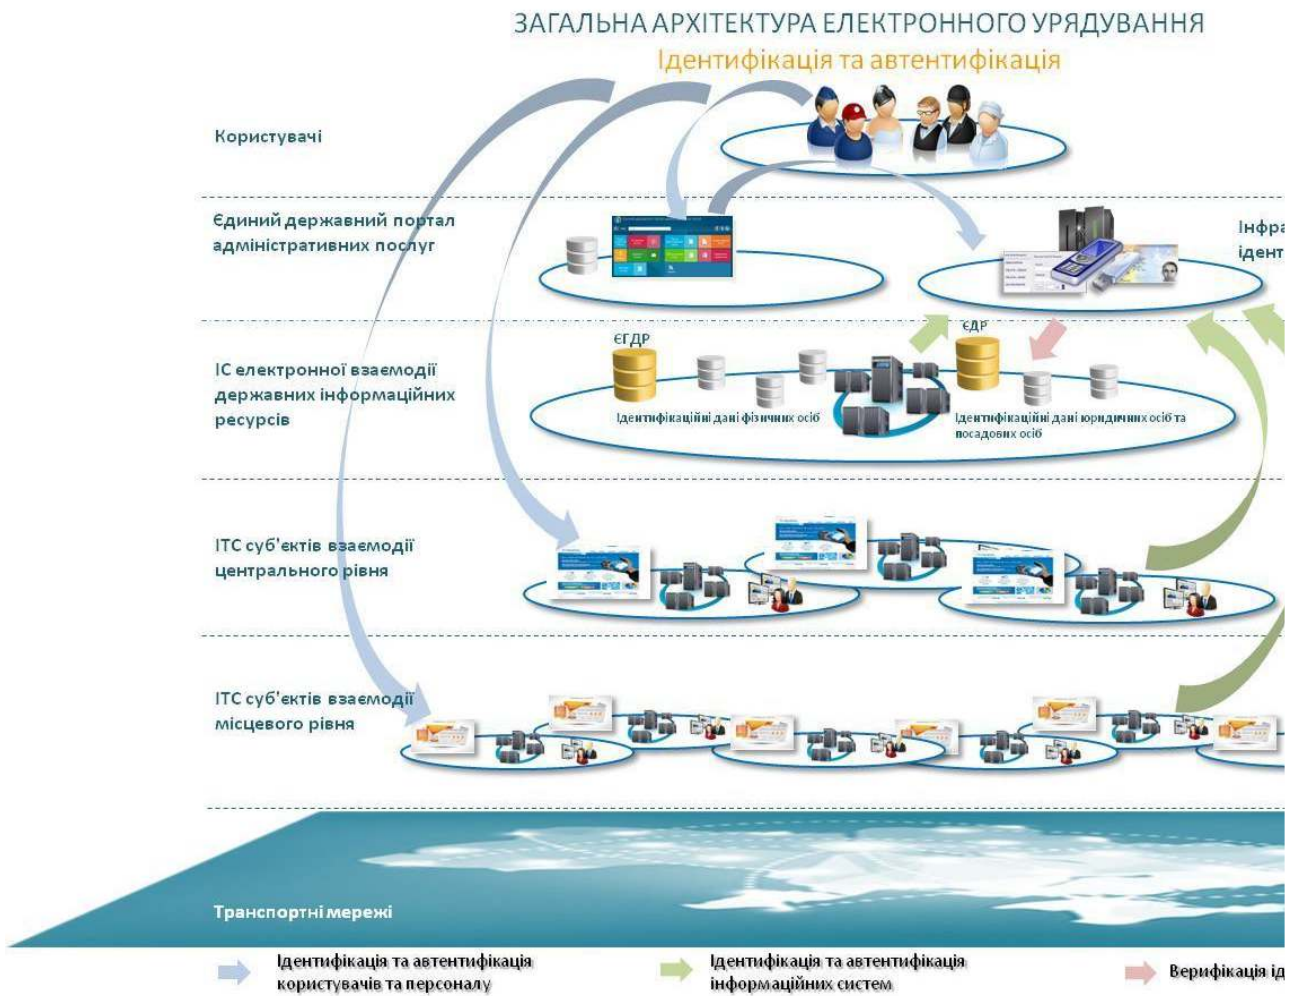 ЗАГАЛЬНА АРХІТЕКТУРА ЕЛЕКТРОННОГО УРЯДУВАННЯ
Ідентифікація та автентифікація
Користувачі
Єдиний державний портал
адміністративних послуг
Інфра
ідент
ІС електронної взаємодії
державних інформаційних
ресурсів
ЄГДР
ЄДР
Ідентифікаційні дані фізичних осіб
Ідентифікаційні дані юридичних осіб та
посадових осіб
ІТС суб'єктів взаємодії
центрального рівня
ІТС суб'єктів взаємодії
місцевого рівня
Транспортні мережі
Ідентифікація та автентифікація
користувачів та персоналу
Ідентифікація та автентифікація
інформаційних систем
Верифікація ід